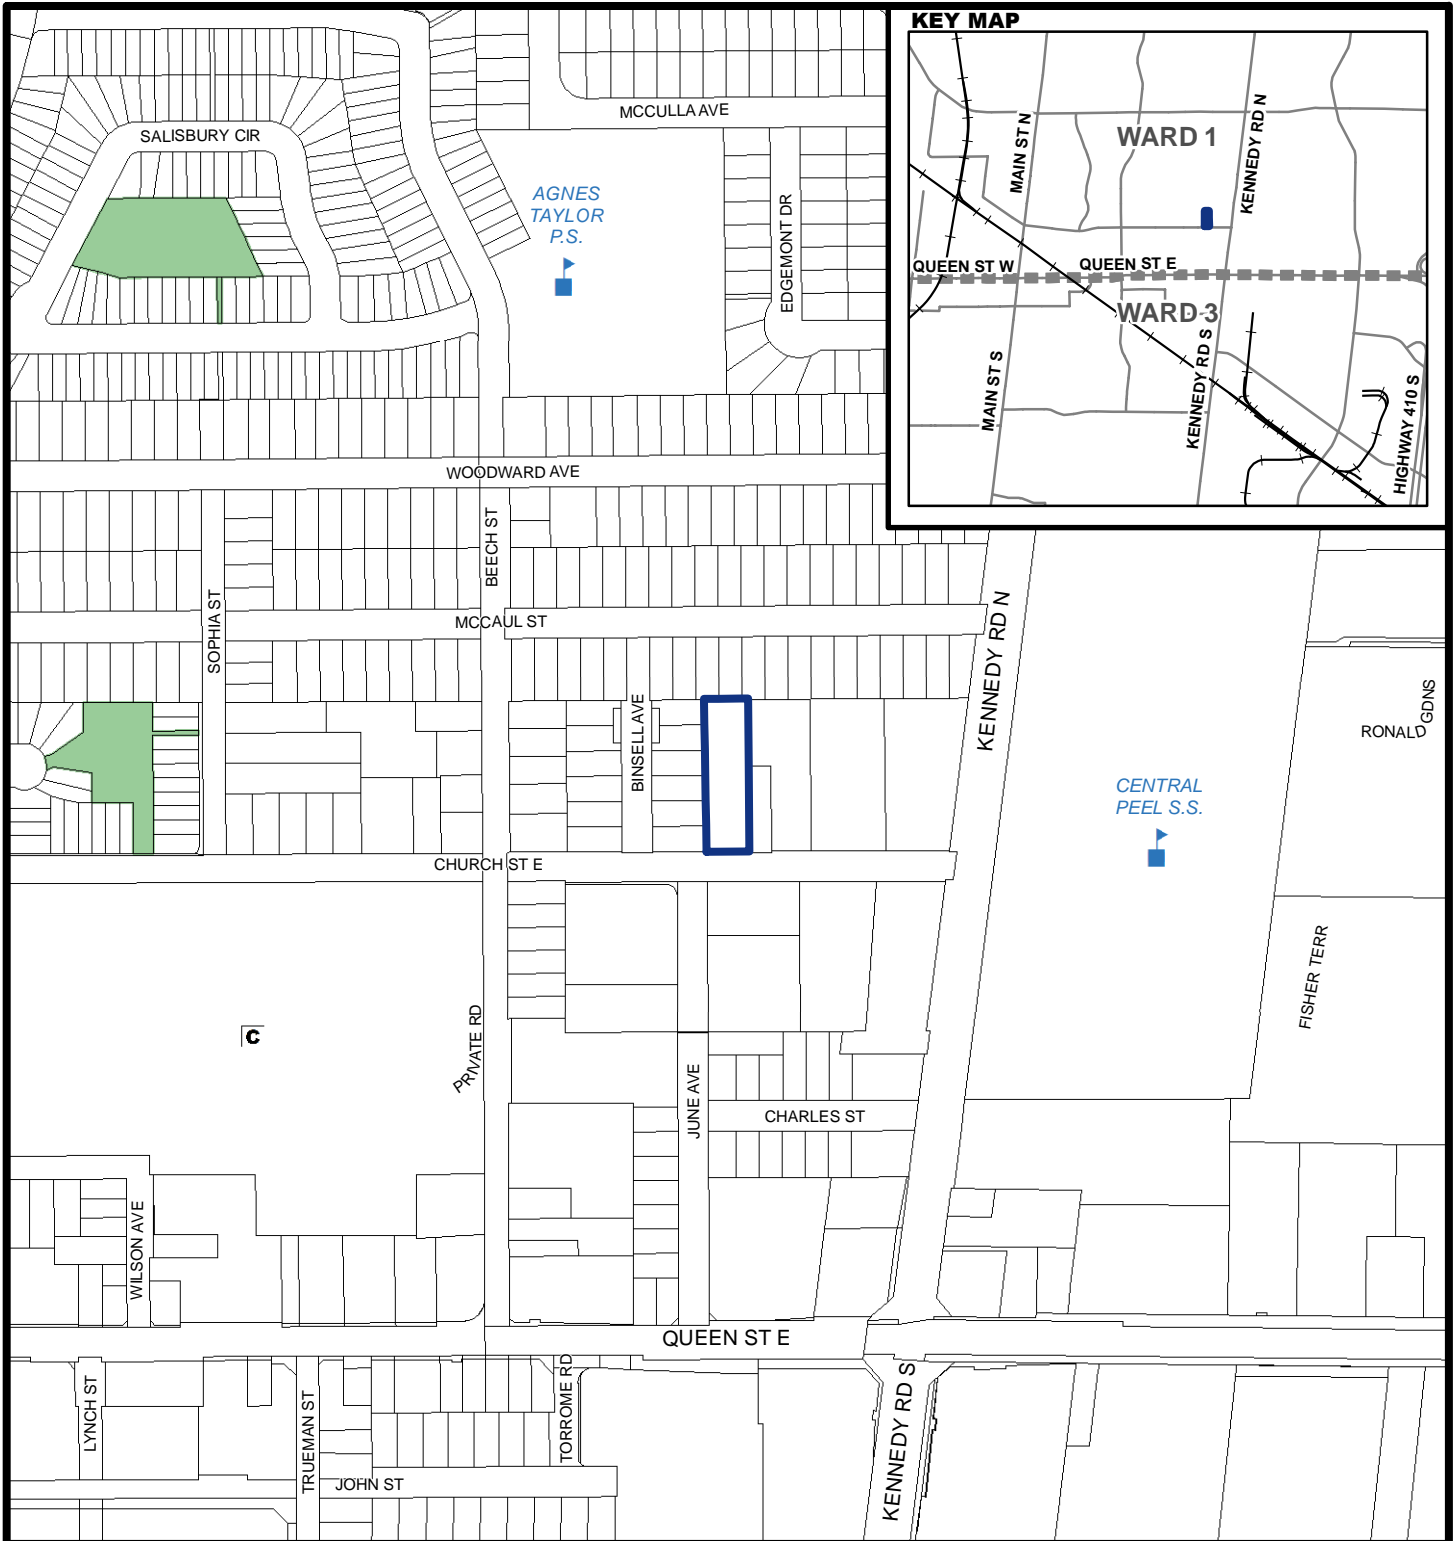 KEY MAP
MCCULLA AVE
SALISBURY CIR
AGNES
TAYLOR
P.S.
EDGEMONT DR
WARD 1
MAIN ST N
KENNEDY RD N
QUEEN ST W
QUEEN ST E
WARD 3
MAIN ST S
KENNEDY RD S
HIGHWAY 410 S
WOODWARD AVE
BEECH ST
SOPHIA ST
MCCAUL ST
KENNEDY RD N
BINSELL AVE
RONALD GDNS
CENTRAL
PEEL S.S.
CHURCH ST E
FISHER TERR
C
PRIVATE RD
JUNE AVE
CHARLES ST
WILSON AVE
QUEEN ST E
LYNCH ST
TRUEMAN ST
TORROME RD
KENNEDY RD S
JOHN ST